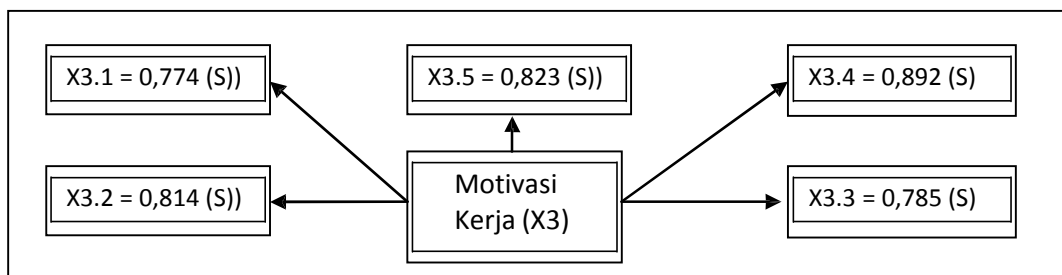 X3.1 = 0,774 (S))
X3.5 = 0,823 (S))
X3.4 = 0,892 (S)
X3.2 = 0,814 (S))
Motivasi
Kerja (X3)
X3.3 = 0,785 (S)